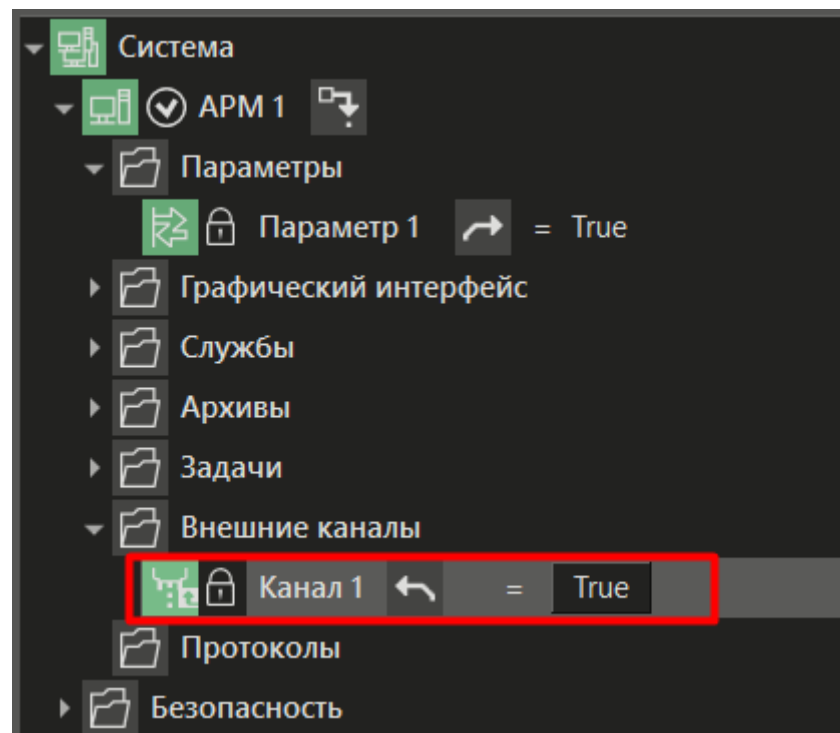 Система
АРМ 1
Параметры
Параметр 1 = True
Графический интерфейс
Службы
Архивы
Задачи
Внешние каналы
Канал 1 = True
Протоколы
Безопасность